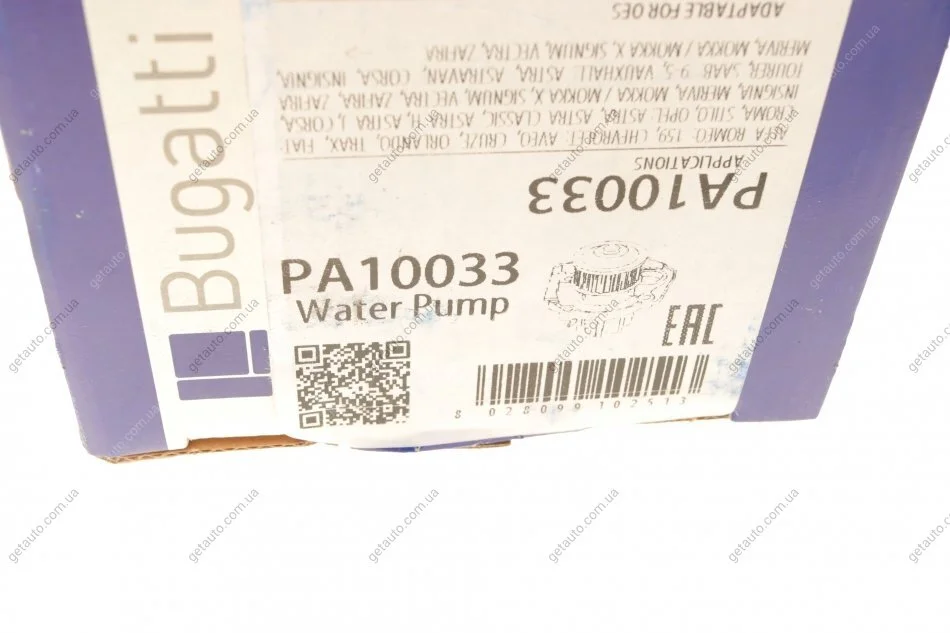 ADAPTABLE FOR OES
MERIVA, MOKKA / MOKKA X, SIGNUM, VECTRA, ZAFIRA
TOURER, SAAB: 9-5, VAUXHALL: ASTRA, ASTRAVAN, CORSA, INSIGNIA,
INSIGNIA, MERIVA, MOKKA / MOKKA X, SIGNUM, VECTRA, ZAFIRA, ZAFIRA
CROMA, STILO, OPEL: ASTRA, ASTRA CLASSIC, ASTRA H, ASTRA J, CORSA,
ALFA ROMEO: 159, CHEVROLET: AVEO, CRUZE, ORLANDO, TRAX, FIAT:
APPLICATIONS
PA10033
Bugatti
PA10033
Water Pump
EAC
8 028099 102513
getauto.com.ua